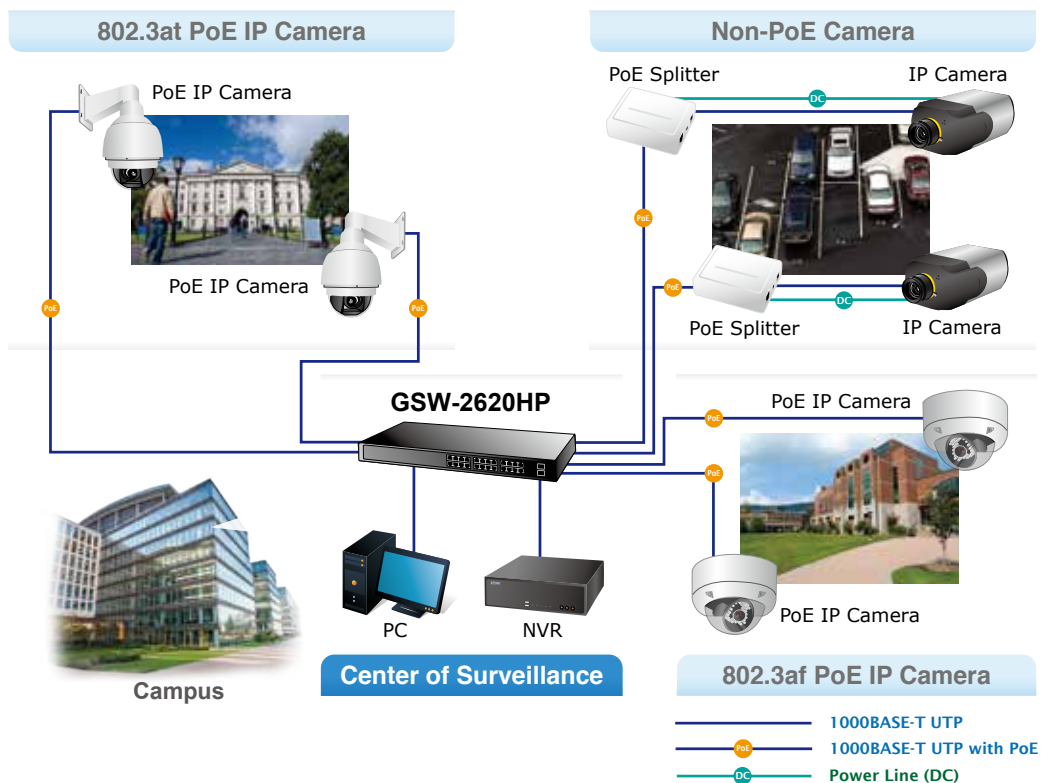 802.3at PoE IP Camera
PoE IP Camera
PoE IP Camera
PoE
PoE
Non-PoE Camera
PoE Splitter
IP Camera
DC
PoE
PoE
DC
PoE Splitter
IP Camera
GSW-2620HP
PoE IP Camera
PoE
PoE
PoE IP Camera
PC
NVR
Campus
Center of Surveillance
802.3af PoE IP Camera
1000BASE-T UTP
PoE
1000BASE-T UTP with PoE
DC
Power Line (DC)